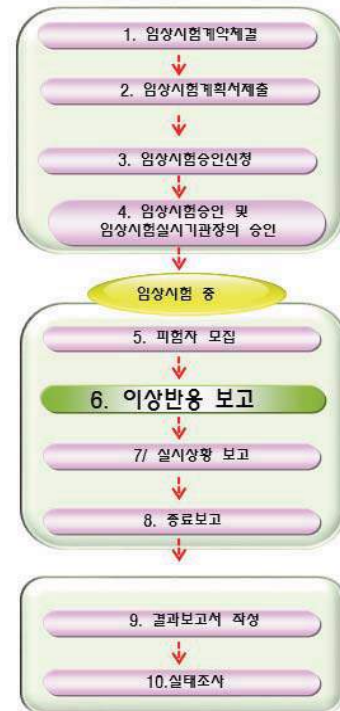 1. 임상시험계약체결
2. 임상시험계획서제출
3. 임상시험승인신청
4. 임상시험승인 및
임상시험실시기관장의 승인
임상시험 중
5. 피험자 모집
6. 이상반응 보고
7/ 실시상황 보고
8. 종료보고
9. 결과보고서 작성
10.실태조사